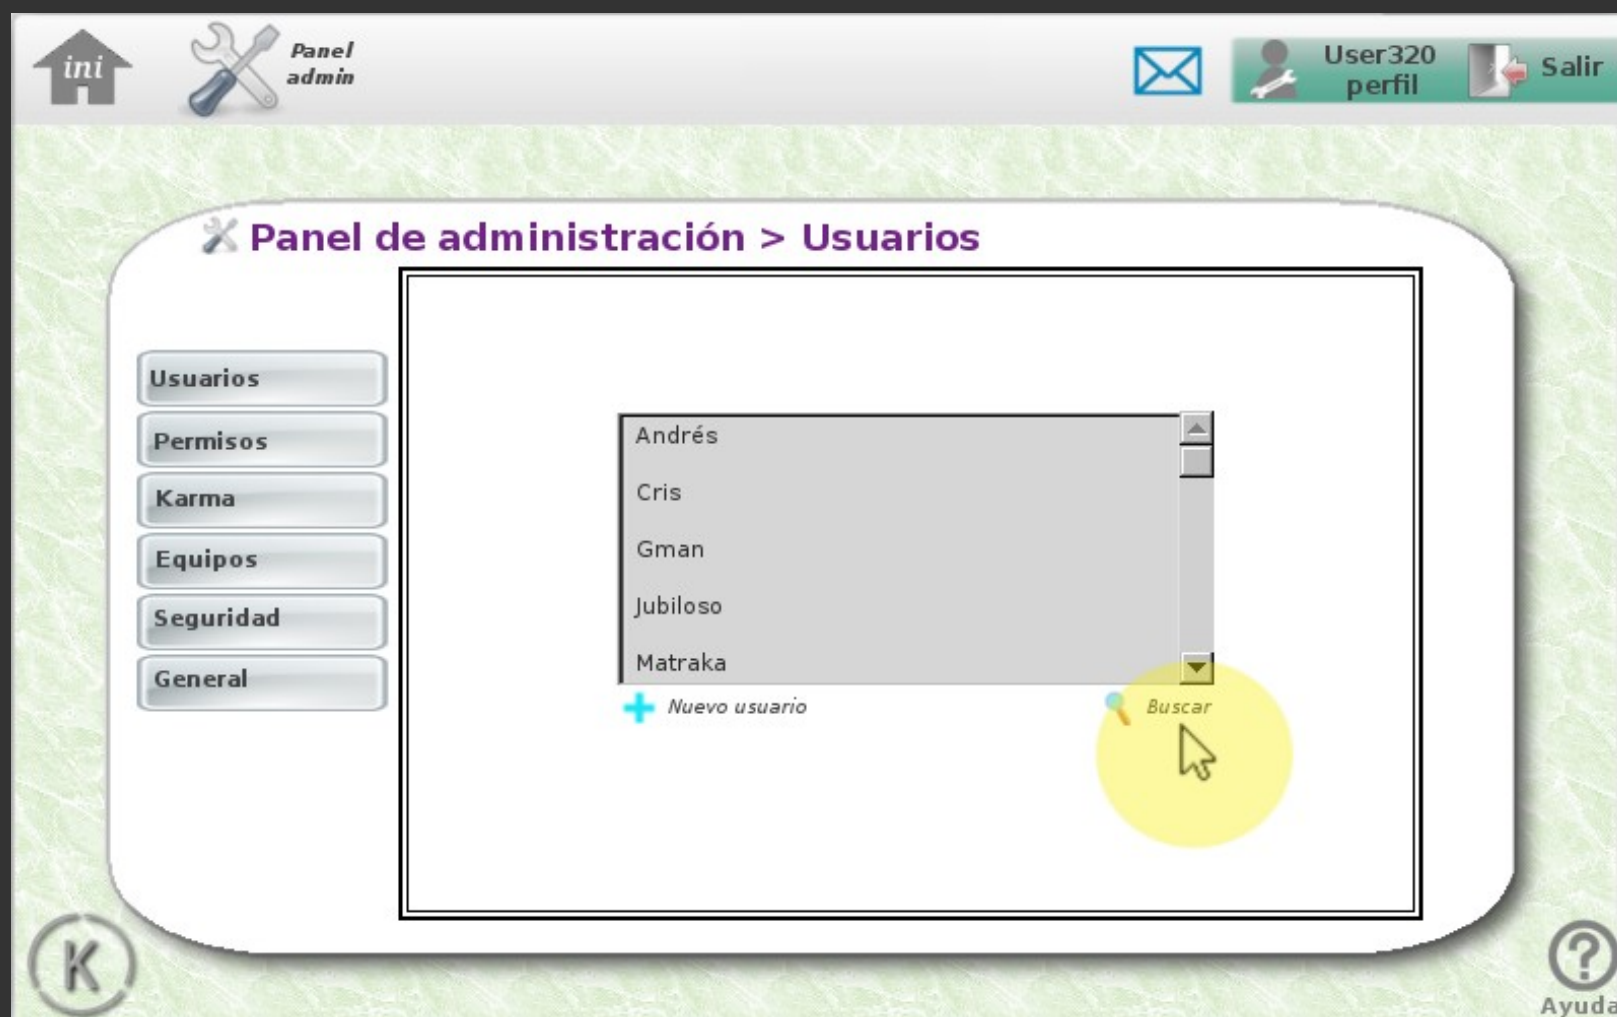 ini
Panel
admin
User320
perfil
Salir
Panel de administración > Usuarios
Usuarios
Permisos
Karma
Equipos
Seguridad
General
Andrés
Cris
Gman
Jubiloso
Matraka
Nuevo usuario
Buscar
K
Ayuda